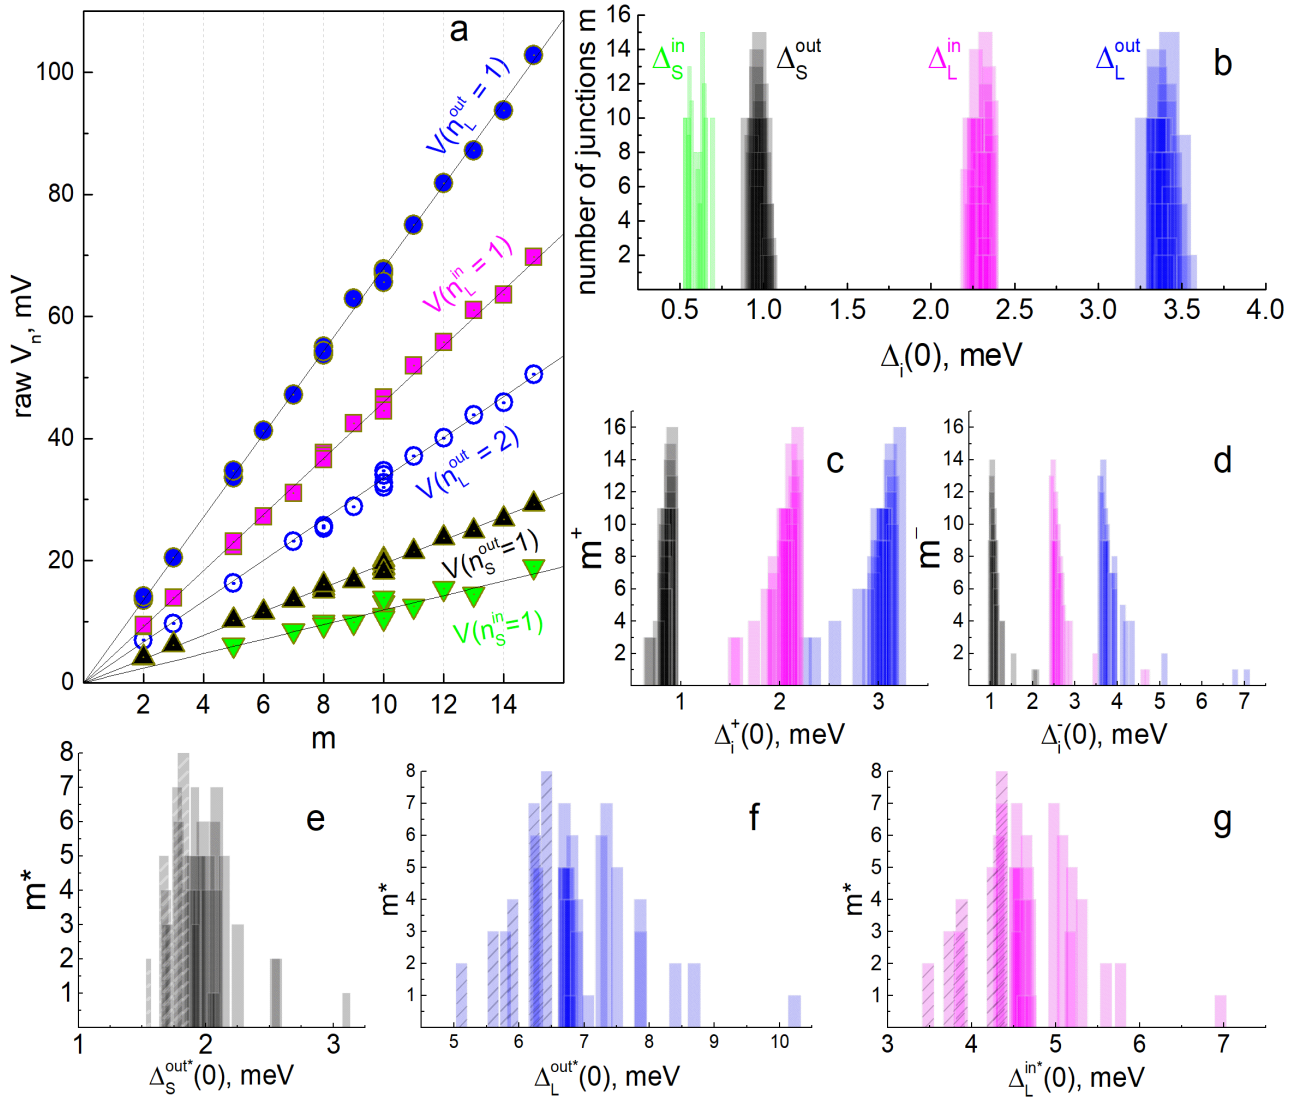 a
raw Vₙ, mV
100
80
60
40
20
0
2 4 6 8 10 12 14
m
V(n_L^out = 1)
V(n_L^in = 1)
V(n_L^out = 2)
V(n_S^out=1)
V(n_S^in=1)
b
number of junctions m
16
14
12
10
8
6
4
2
Δ_S^in Δ_S^out Δ_L^in Δ_L^out
0.5 1.0 1.5 2.0 2.5 3.0 3.5 4.0
Δ_i(0), meV
c
m⁺
16
14
12
10
8
6
4
2
1 2 3
Δ_i^+(0), meV
d
m⁻
16
14
12
10
8
6
4
2
1 2 3 4 5 6 7
Δ_i^-(0), meV
e
m*
8
7
6
5
4
3
2
1
1 2 3
Δ_S^out*(0), meV
f
m*
8
7
6
5
4
3
2
1
5 6 7 8 9 10
Δ_L^out*(0), meV
g
m*
8
7
6
5
4
3
2
1
3 4 5 6 7
Δ_L^in*(0), meV